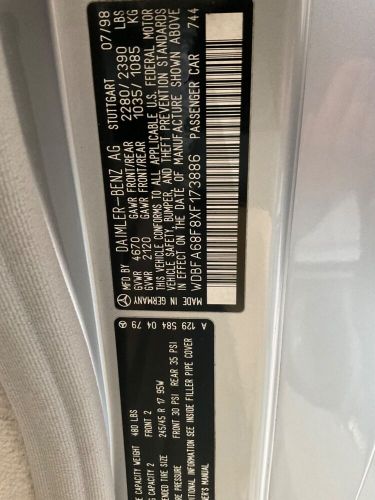 MFD BY DAIMLER-BENZ AG STUTTGART 07/98
GVWR 4670 GAWR FRONT/REAR 2280/2390 LBS
GVWR 2120 GAWR FRONT/REAR 1035/1085 KG
THIS VEHICLE CONFORMS TO ALL APPLICABLE U.S. FEDERAL MOTOR
VEHICLE SAFETY, BUMPER, AND THEFT PREVENTION STANDARDS
IN EFFECT ON THE DATE OF MANUFACTURE SHOWN ABOVE
WDBFA68F8XF173886 PASSENGER CAR 744
MADE IN GERMANY
A 129 584 04 79
CAPACITY WEIGHT 480 LBS
CAPACITY 2 FRONT 2
TIRE SIZE 245/45 R 17 95W
FRONT 30 PSI REAR 35 PSI
INFORMATION SEE INSIDE FILLER PIPE COVER
MANUAL